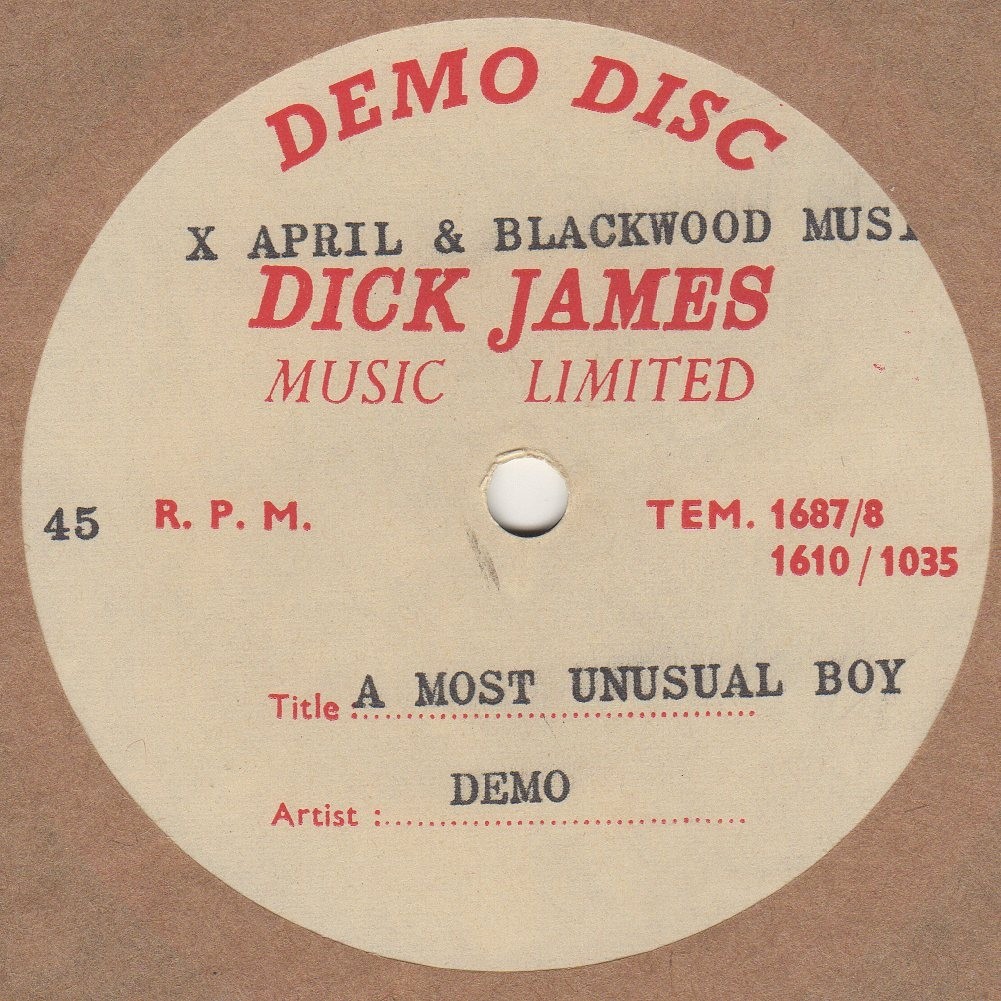 DEMO DISC
X APRIL & BLACKWOOD MUSI
DICK JAMES
MUSIC LIMITED
45 R. P. M. TEM. 1687/8
1610 / 1035
Title A MOST UNUSUAL BOY
DEMO
Artist :